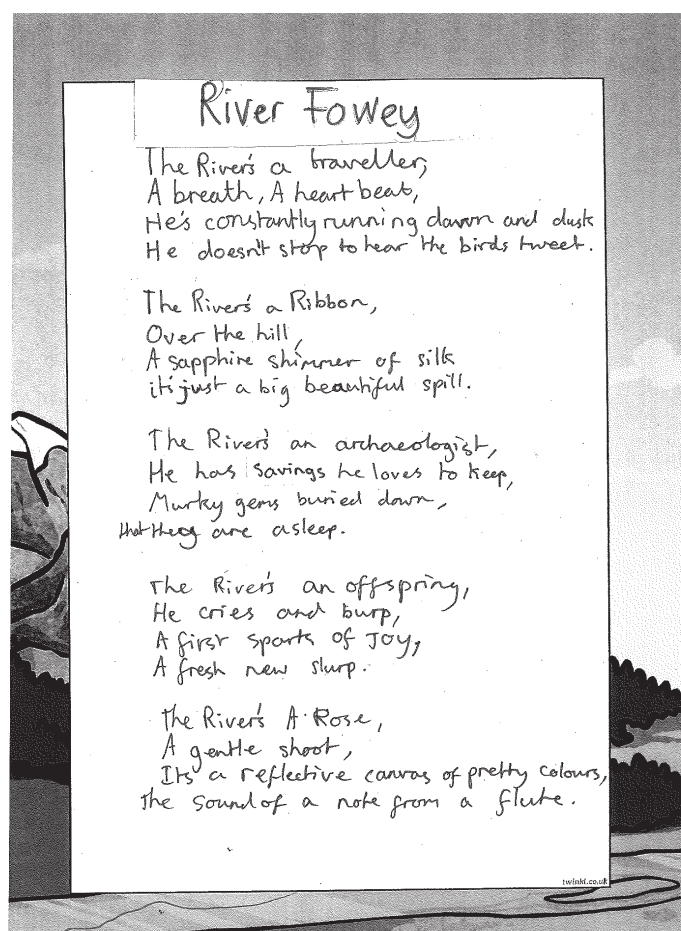 River Fowey
The River's a traveller,
A breath, A heart beat,
He's constantly running dawn and dusk
He doesn't stop to hear the birds tweet.
The River's a Ribbon,
Over the hill,
A sapphire shimmer of silk
it's just a big beautiful spill.
The River's an archaeologist,
He has savings he loves to keep,
Murky gems buried down,
that they are asleep.
The River's an offspring,
He cries and burp,
A first spark of Joy,
A fresh new slurp.
The River's A Rose,
A gentle shoot,
Its a reflective canvas of pretty colours,
The sound of a note from a flute.
twinkl.co.uk